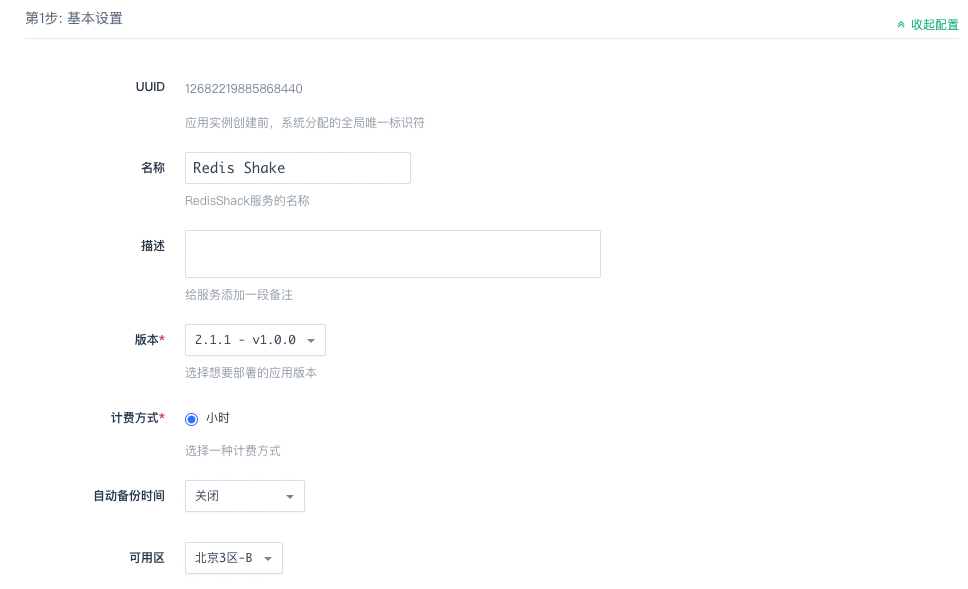 第1步: 基本设置
收起配置
UUID
12682219885868440
应用实例创建前，系统分配的全局唯一标识符
名称
Redis Shake
RedisShack服务的名称
描述
给服务添加一段备注
版本*
2.1.1 - v1.0.0
选择想要部署的应用版本
计费方式*
小时
选择一种计费方式
自动备份时间
关闭
可用区
北京3区-B